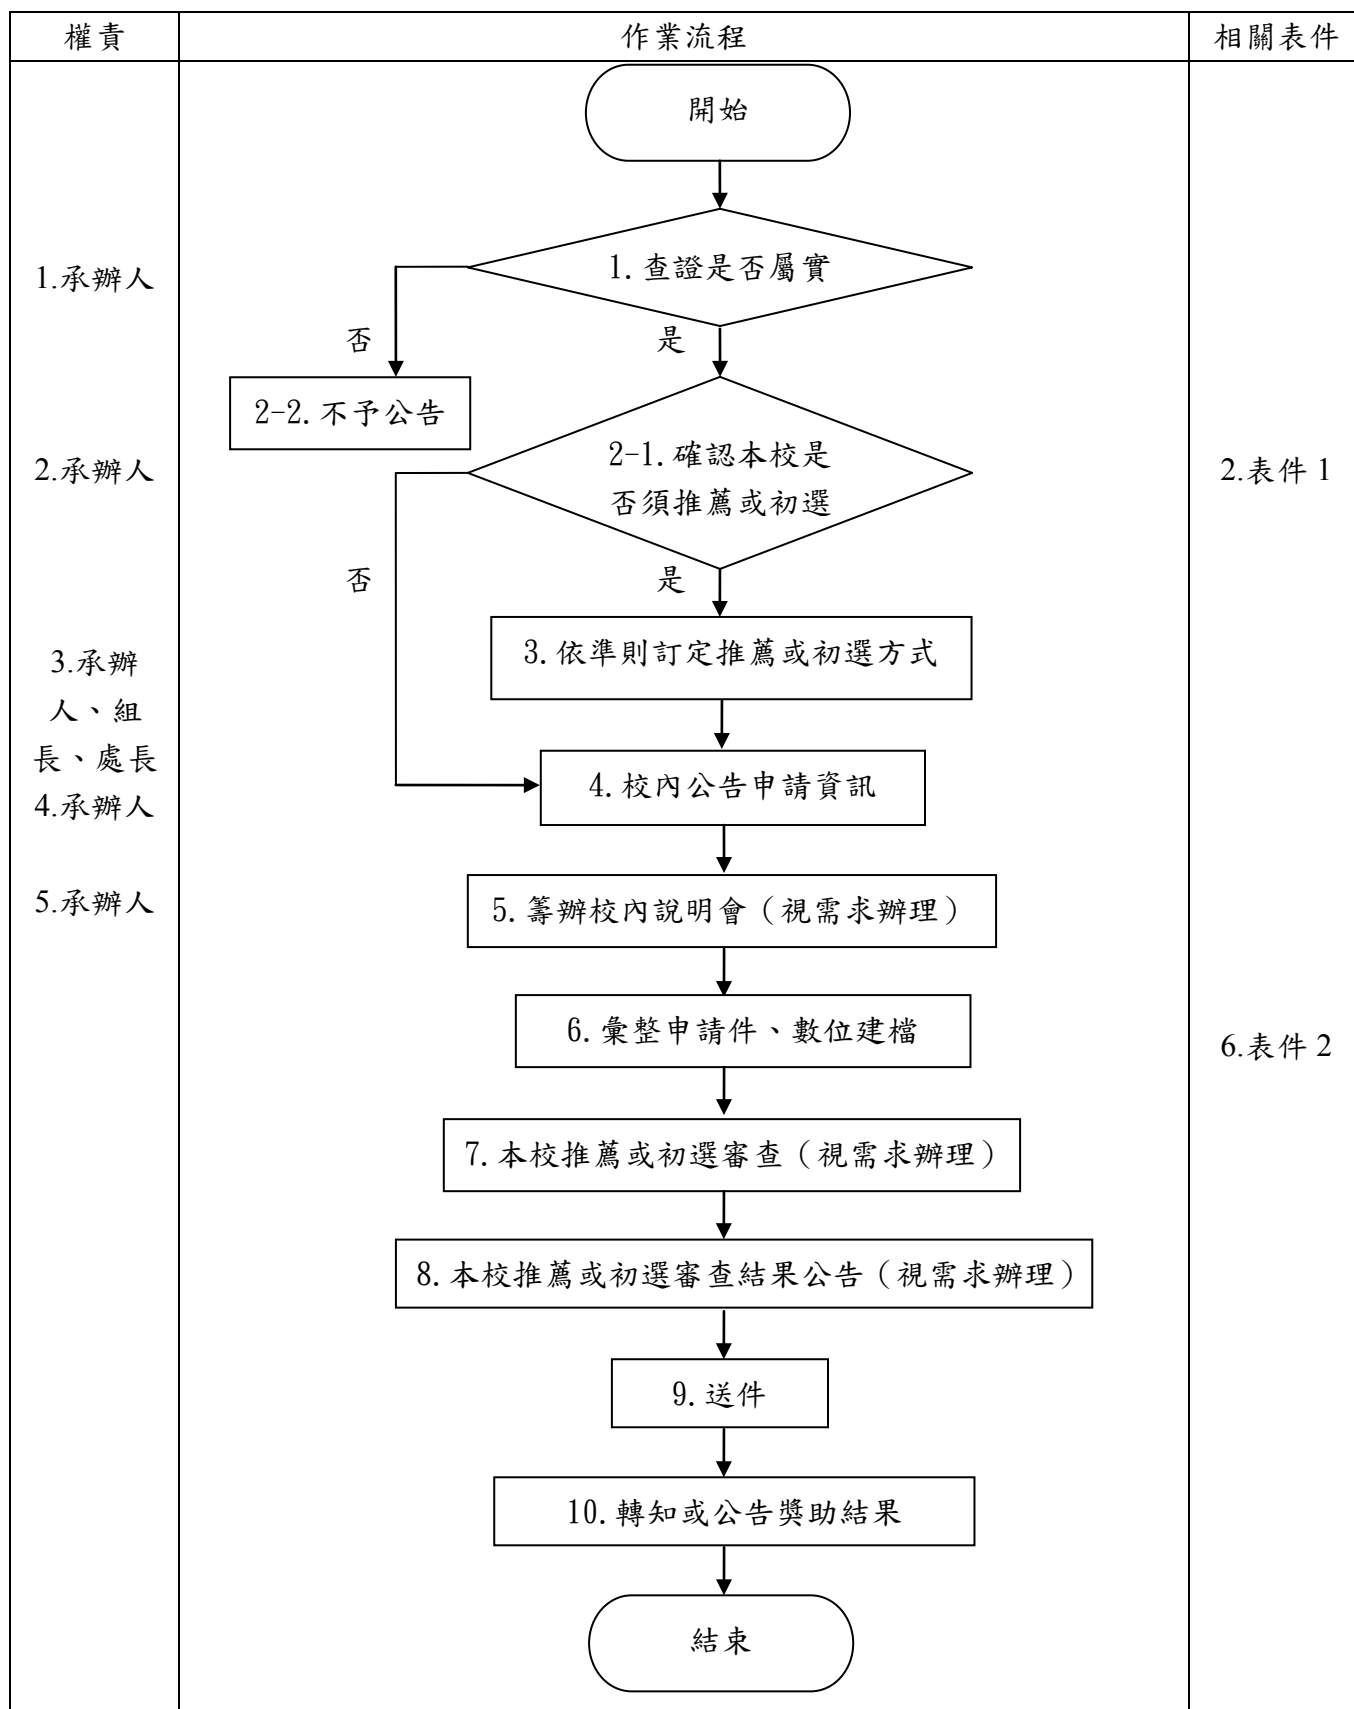 權責
作業流程
相關表件
開始
1.承辦人
1.查證是否屬實
否
是
2-2.不予公告
2.承辦人
2-1.確認本校是
否須推薦或初選
2.表件 1
否
是
3.承辦
人、組
長、處長
3.依準則訂定推薦或初選方式
4.承辦人
4.校內公告申請資訊
5.承辦人
5.籌辦校內說明會（視需求辦理）
6.彙整申請件、數位建檔
6.表件 2
7.本校推薦或初選審查（視需求辦理）
8.本校推薦或初選審查結果公告（視需求辦理）
9.送件
10.轉知或公告獎助結果
結束